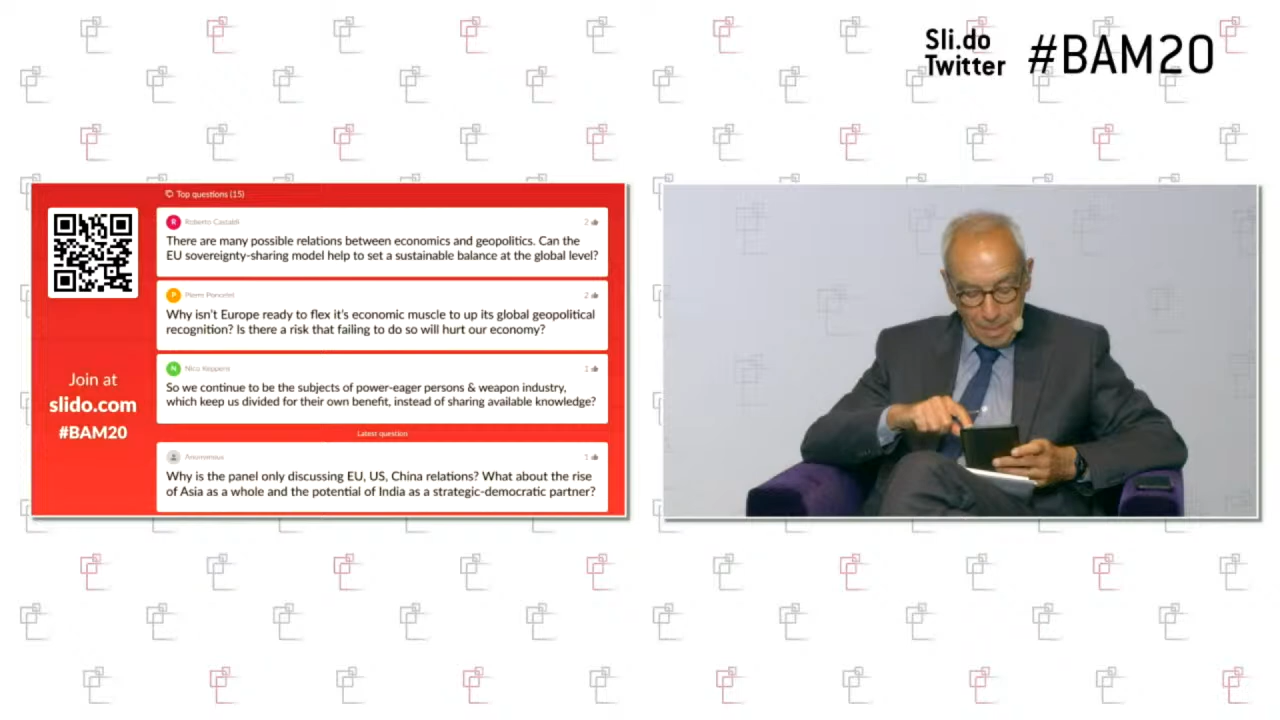 Sli.do
Twitter
#BAM20
Top questions (15)
R
Roberto Castaldi
2
There are many possible relations between economics and geopolitics. Can the
EU sovereignty-sharing model help to set a sustainable balance at the global level?
P
Pierre
2
Why isn't Europe ready to flex it's economic muscle to up its global geopolitical
recognition? Is there a risk that failing to do so will hurt our economy?
N
Nico Keppens
1
So we continue to be the subjects of power-eager persons & weapon industry,
which keep us divided for their own benefit, instead of sharing available knowledge?
Latest question
Anonymous
1
Why is the panel only discussing EU, US, China relations? What about the rise
of Asia as a whole and the potential of India as a strategic-democratic partner?
Join at
slido.com
#BAM20